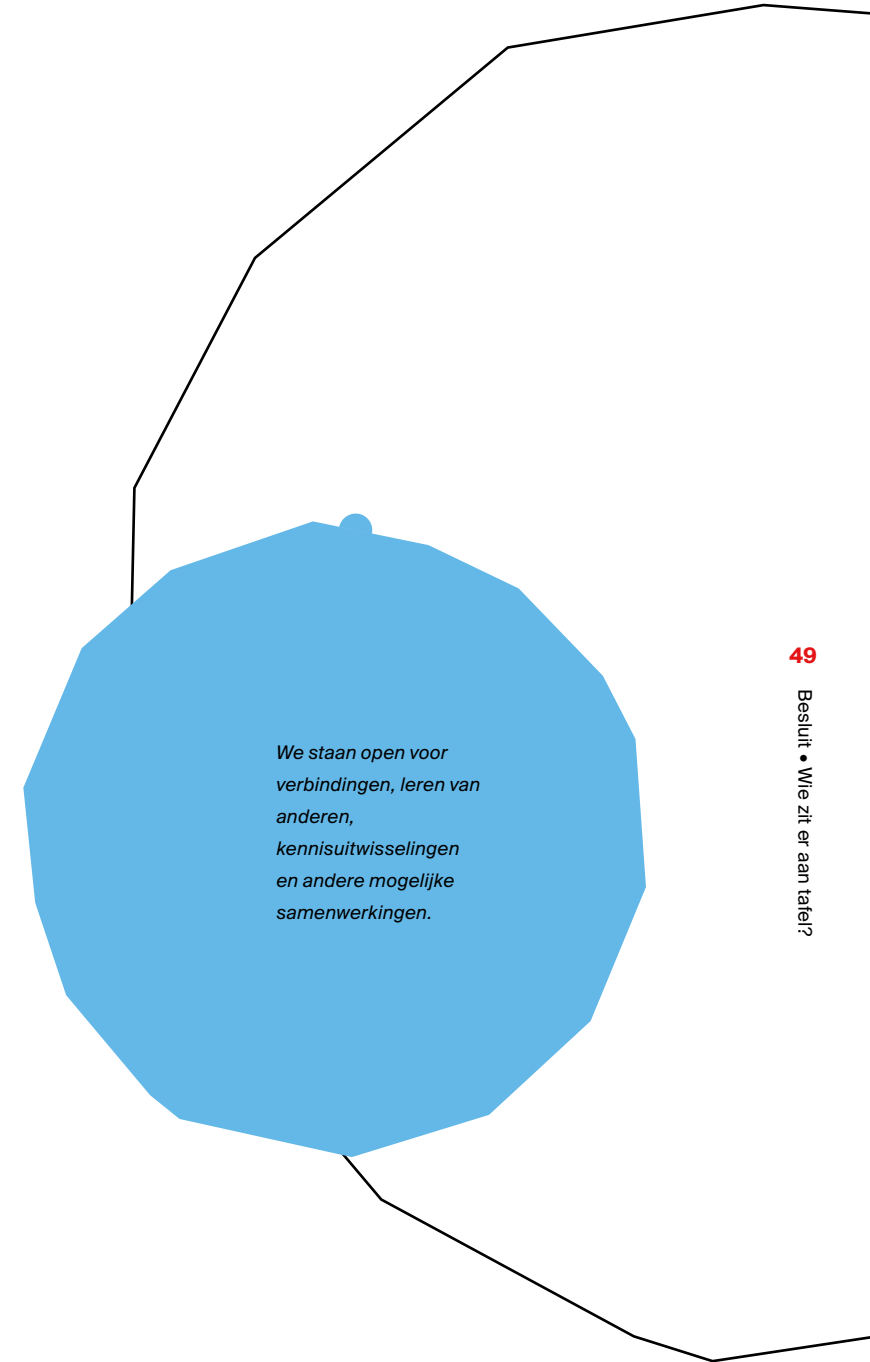 We staan open voor
verbindingen, leren van
anderen,
kennisuitwisselingen
en andere mogelijke
samenwerkingen.
49
Besluit • Wie zit er aan tafel?